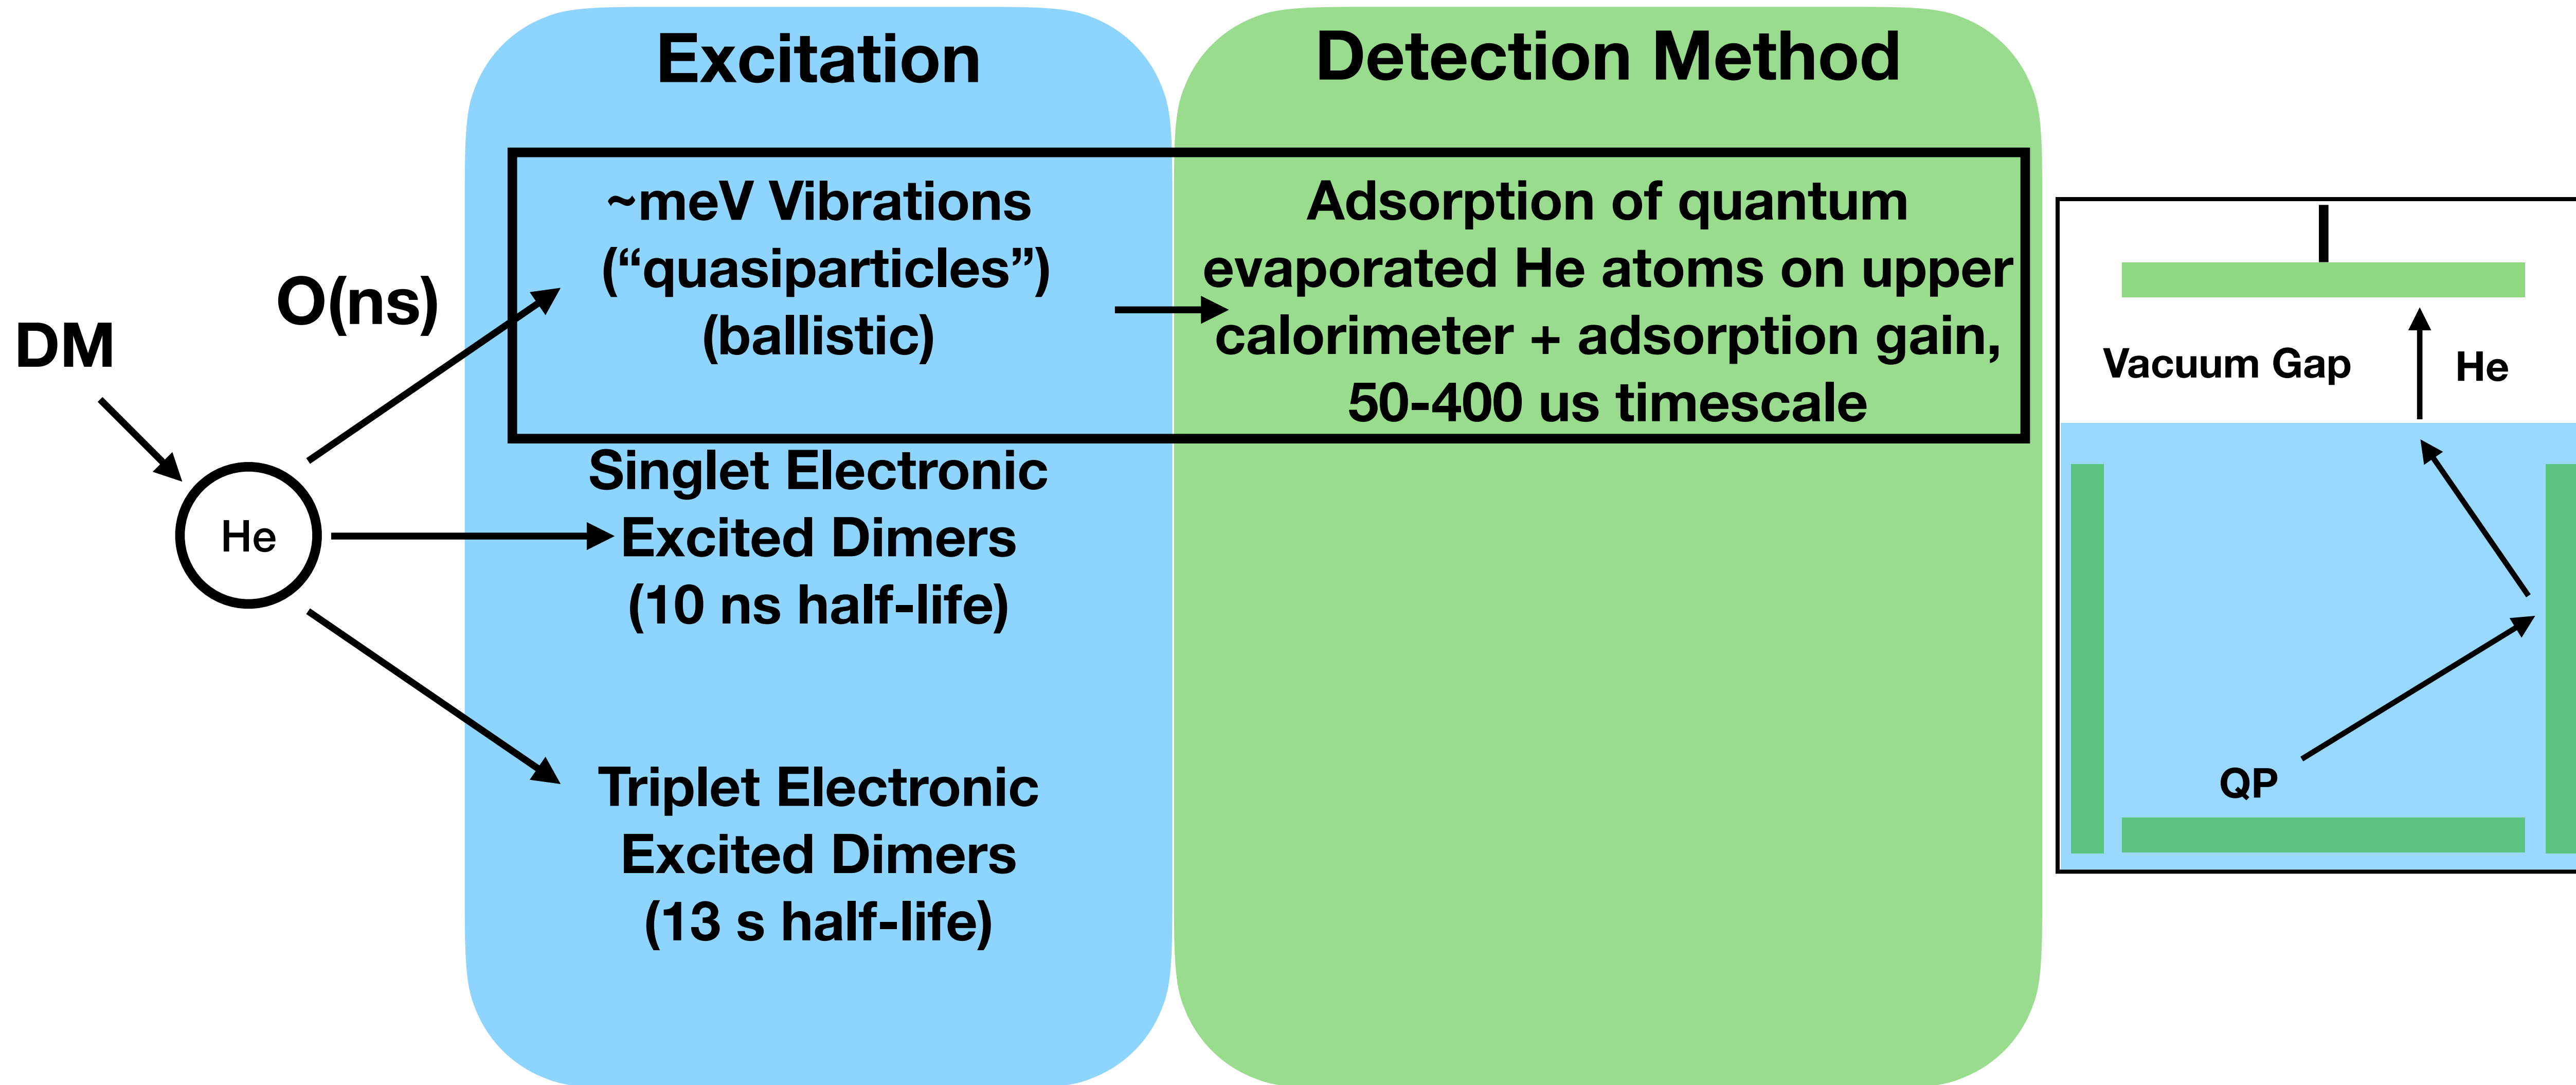 Excitation
Detection Method
DM
O(ns)
He
~meV Vibrations
(“quasiparticles”)
(ballistic)
Adsorption of quantum
evaporated He atoms on upper
calorimeter + adsorption gain,
50-400 us timescale
Singlet Electronic
Excited Dimers
(10 ns half-life)
Triplet Electronic
Excited Dimers
(13 s half-life)
Vacuum Gap
He
QP